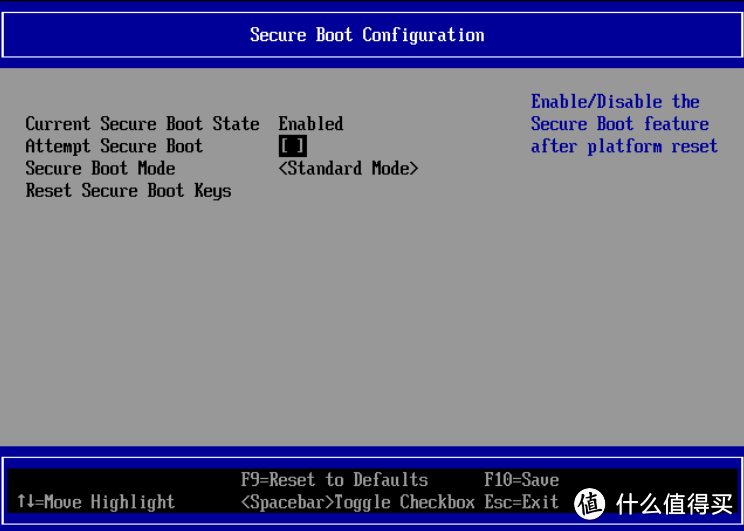 Secure Boot Configuration
Enable/Disable the
Secure Boot feature
after platform reset
Current Secure Boot State Enabled
Attempt Secure Boot [ ]
Secure Boot Mode <Standard Mode>
Reset Secure Boot Keys
F9=Reset to Defaults F10=Save
↑↓=Move Highlight <Spacebar>Toggle Checkbox Esc=Exit
值 什么值得买